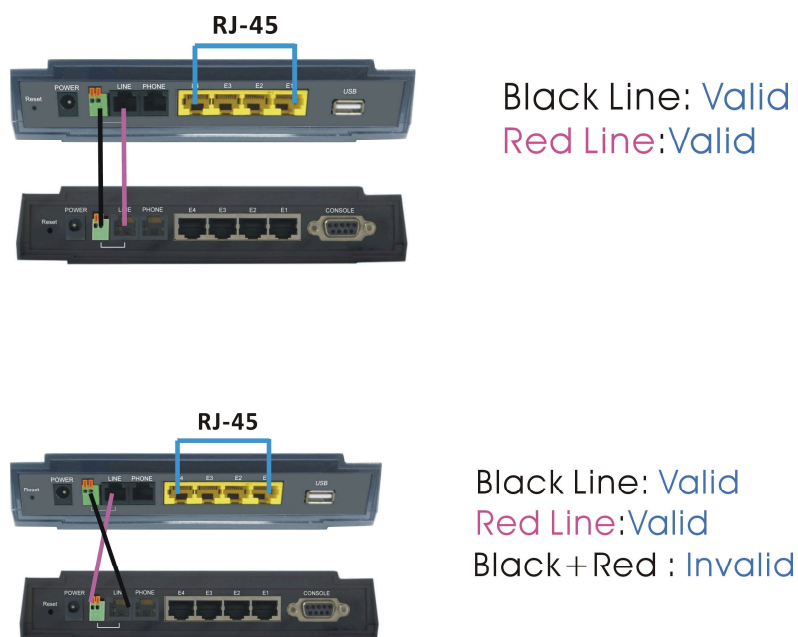 RJ-45
Reset
POWER
LINE
PHONE
E3
E2
E1
USB
Black Line: Valid
Red Line:Valid
Reset
POWER
LINE
PHONE
E4
E3
E2
E1
CONSOLE
RJ-45
Reset
POWER
LINE
PHONE
4
E3
E2
E
USB
Black Line: Valid
Red Line:Valid
Black+Red : Invalid
Reset
POWER
LIN
PHONE
E4
E3
E2
E1
CONSOLE